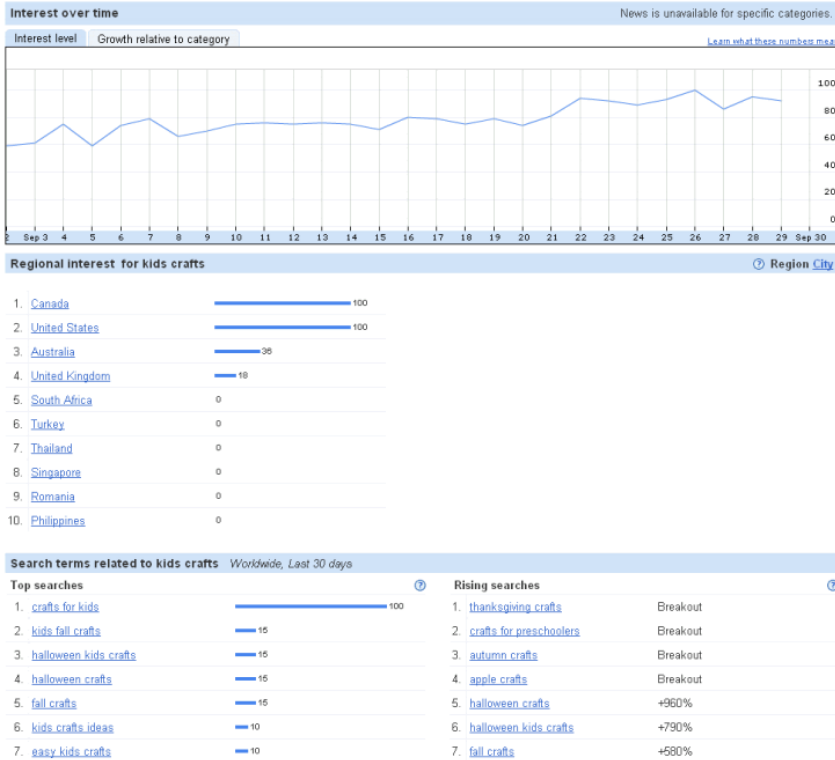 Interest over time News is unavailable for specific categories.
Interest level Growth relative to category Learn what these numbers mea
100
80
60
40
20
0
2 Sep 3 4 5 6 7 8 9 10 11 12 13 14 15 16 17 18 19 20 21 22 23 24 25 26 27 28 29 Sep 30
Regional interest for kids crafts ? Region City
1. Canada 100
2. United States 100
3. Australia 36
4. United Kingdom 18
5. South Africa 0
6. Turkey 0
7. Thailand 0
8. Singapore 0
9. Romania 0
10. Philippines 0
Search terms related to kids crafts Worldwide, Last 30 days
Top searches ? Rising searches ?
1. crafts for kids 100 1. thanksgiving crafts Breakout
2. kids fall crafts 15 2. crafts for preschoolers Breakout
3. halloween kids crafts 15 3. autumn crafts Breakout
4. halloween crafts 15 4. apple crafts Breakout
5. fall crafts 15 5. halloween crafts +960%
6. kids crafts ideas 10 6. halloween kids crafts +790%
7. easy kids crafts 10 7. fall crafts +580%